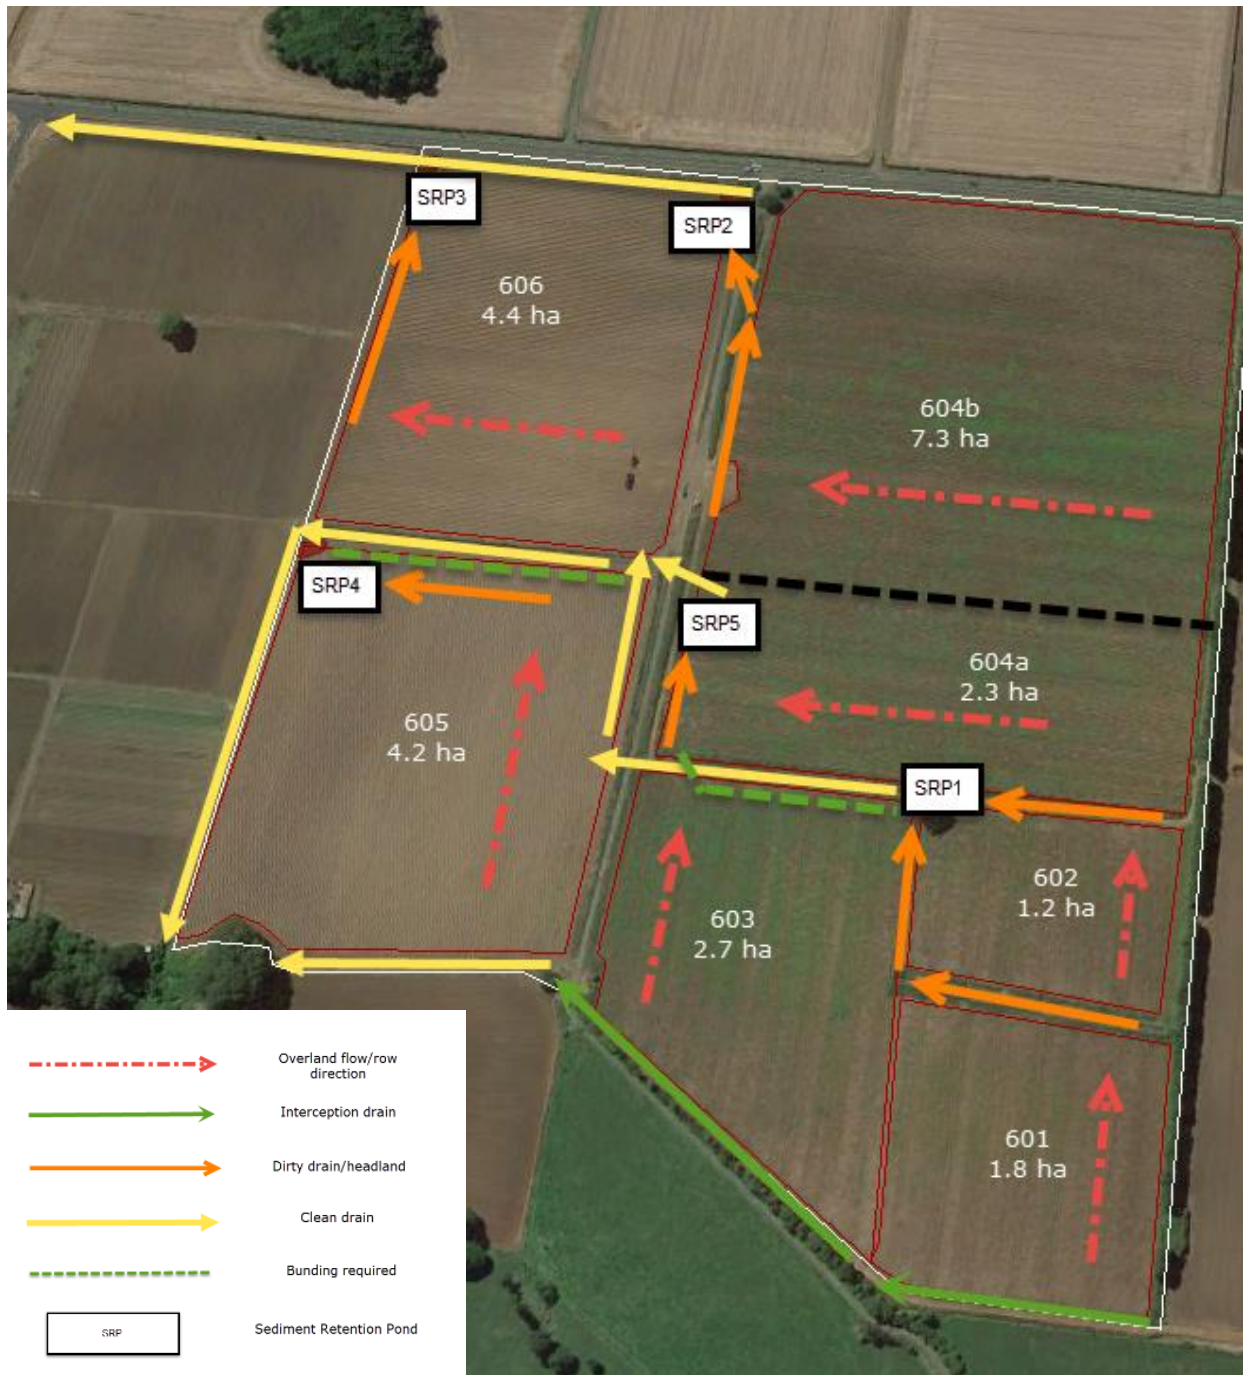 SRP3
SRP2
606
4.4 ha
604b
7.3 ha
SRP4
SRP5
604a
2.3 ha
605
4.2 ha
SRP1
602
1.2 ha
603
2.7 ha
601
1.8 ha
Overland flow/row
direction
Interception drain
Dirty drain/headland
Clean drain
Bunding required
SRP
Sediment Retention Pond